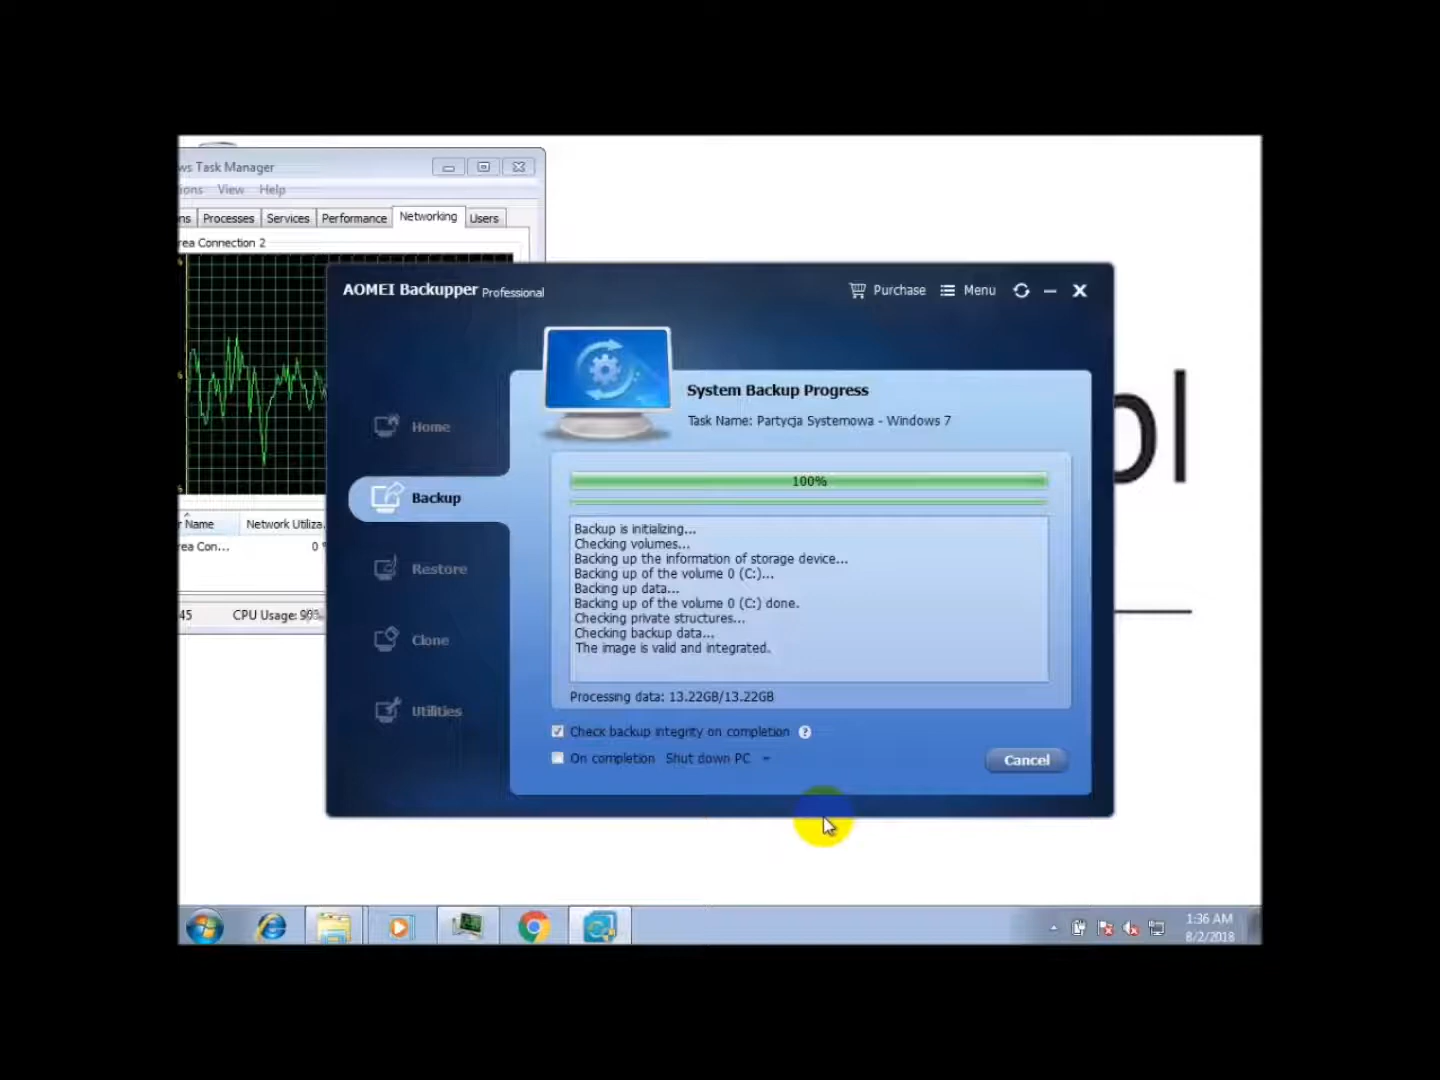 ws Task Manager
ions View Help
ns Processes Services Performance Networking Users
rea Connection 2
r Name Network Utiliza...
rea Con... 0 %
45 CPU Usage:
AOMEI Backupper Professional
Purchase Menu
System Backup Progress
Task Name: Partycja Systemowa - Windows 7
Home
Backup
Restore
Clone
Utilities
100%
Backup is initializing...
Checking volumes...
Backing up the information of storage device...
Backing up of the volume 0 (C:)...
Backing up data...
Backing up of the volume 0 (C:) done.
Checking private structures...
Checking backup data...
The image is valid and integrated.
Processing data: 13.22GB/13.22GB
Check backup integrity on completion ?
On completion Shut down PC
Cancel
pl
1:36 AM
8/2/2018